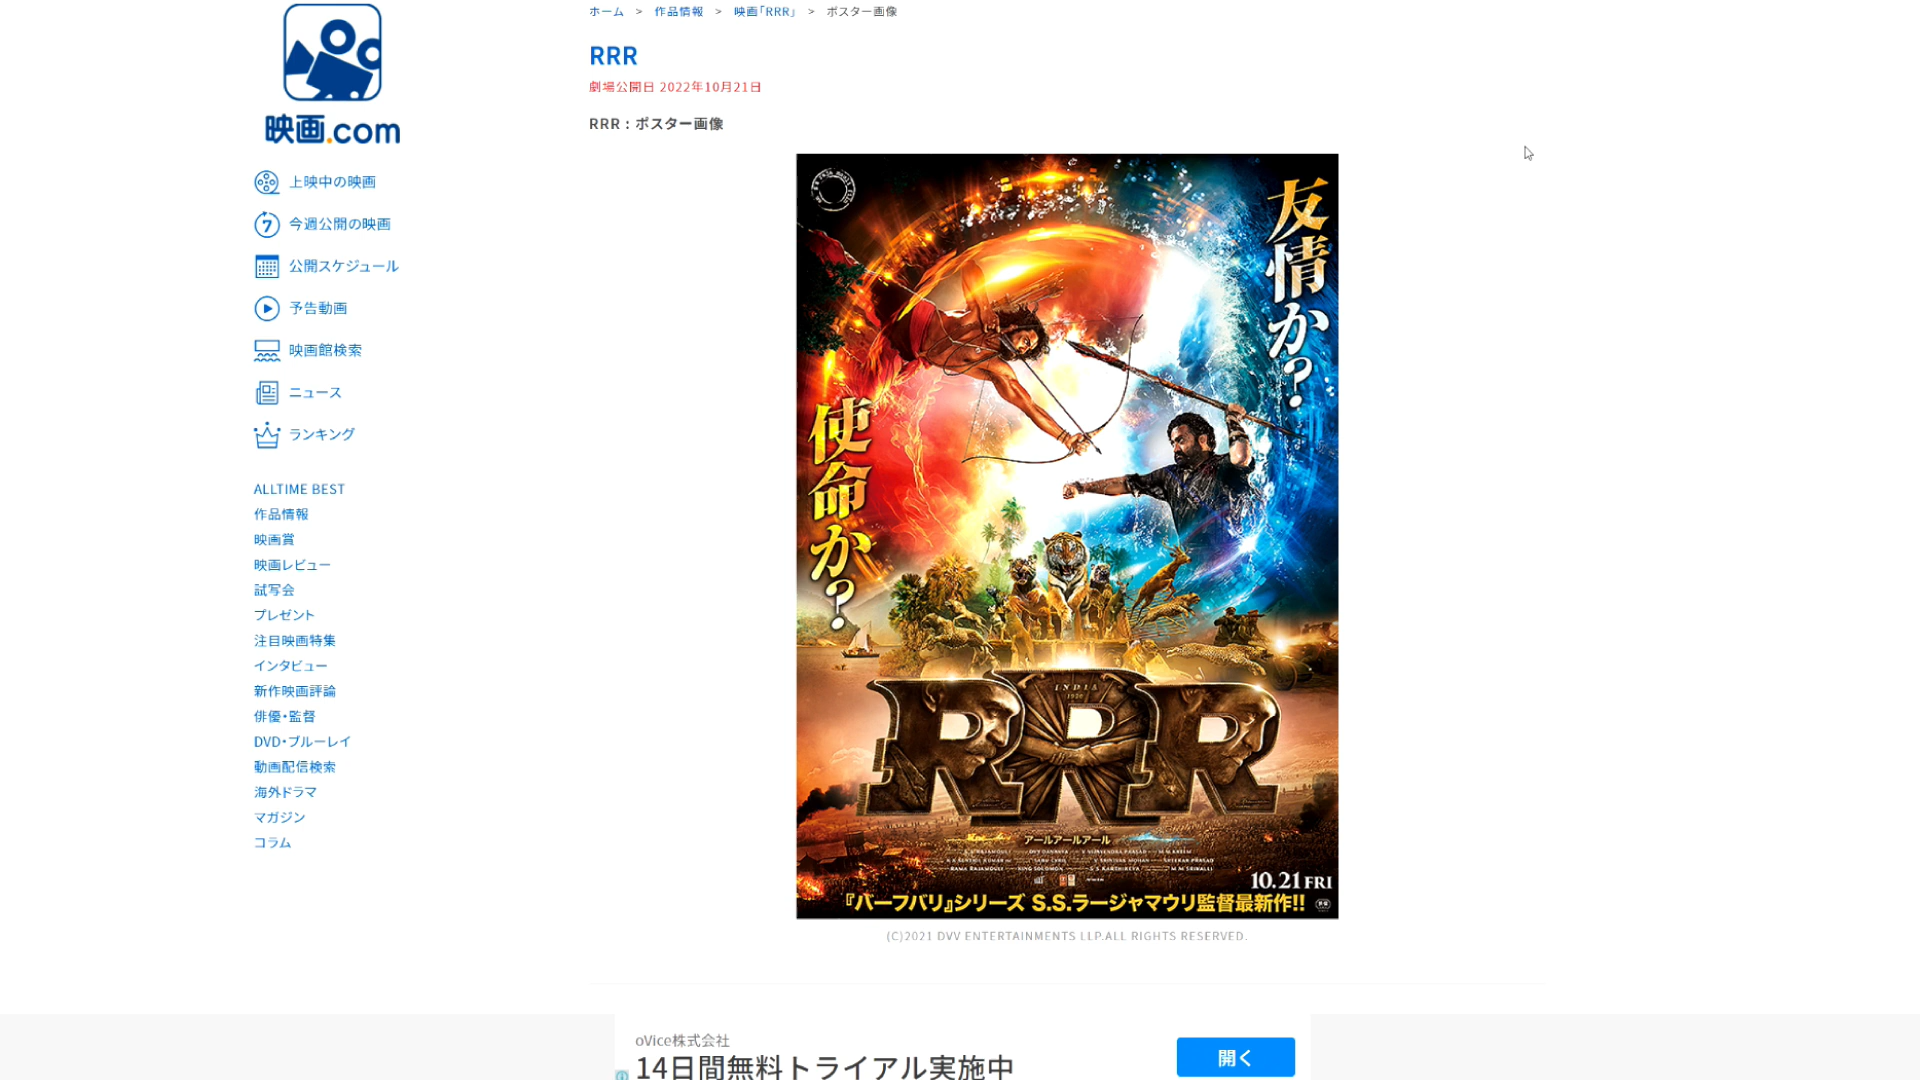 ホーム > 作品情報 > 映画「RRR」 > ポスター画像
映画.com
RRR
劇場公開日 2022年10月21日
RRR : ポスター画像
上映中の映画
今週公開の映画
公開スケジュール
予告動画
映画館検索
ニュース
ランキング
ALLTIME BEST
作品情報
映画賞
映画レビュー
試写会
プレゼント
注目映画特集
インタビュー
新作映画評論
俳優・監督
DVD・ブルーレイ
動画配信検索
海外ドラマ
マガジン
コラム
友情か?
使命か?
INDIA
1920
RRR
アールアールアール
10.21 FRI
『バーフバリ』シリーズ S.S.ラージャマウリ監督最新作!!
(C)2021 DVV ENTERTAINMENTS LLP.ALL RIGHTS RESERVED.
oVice株式会社
14日間無料トライアル実施中
開く